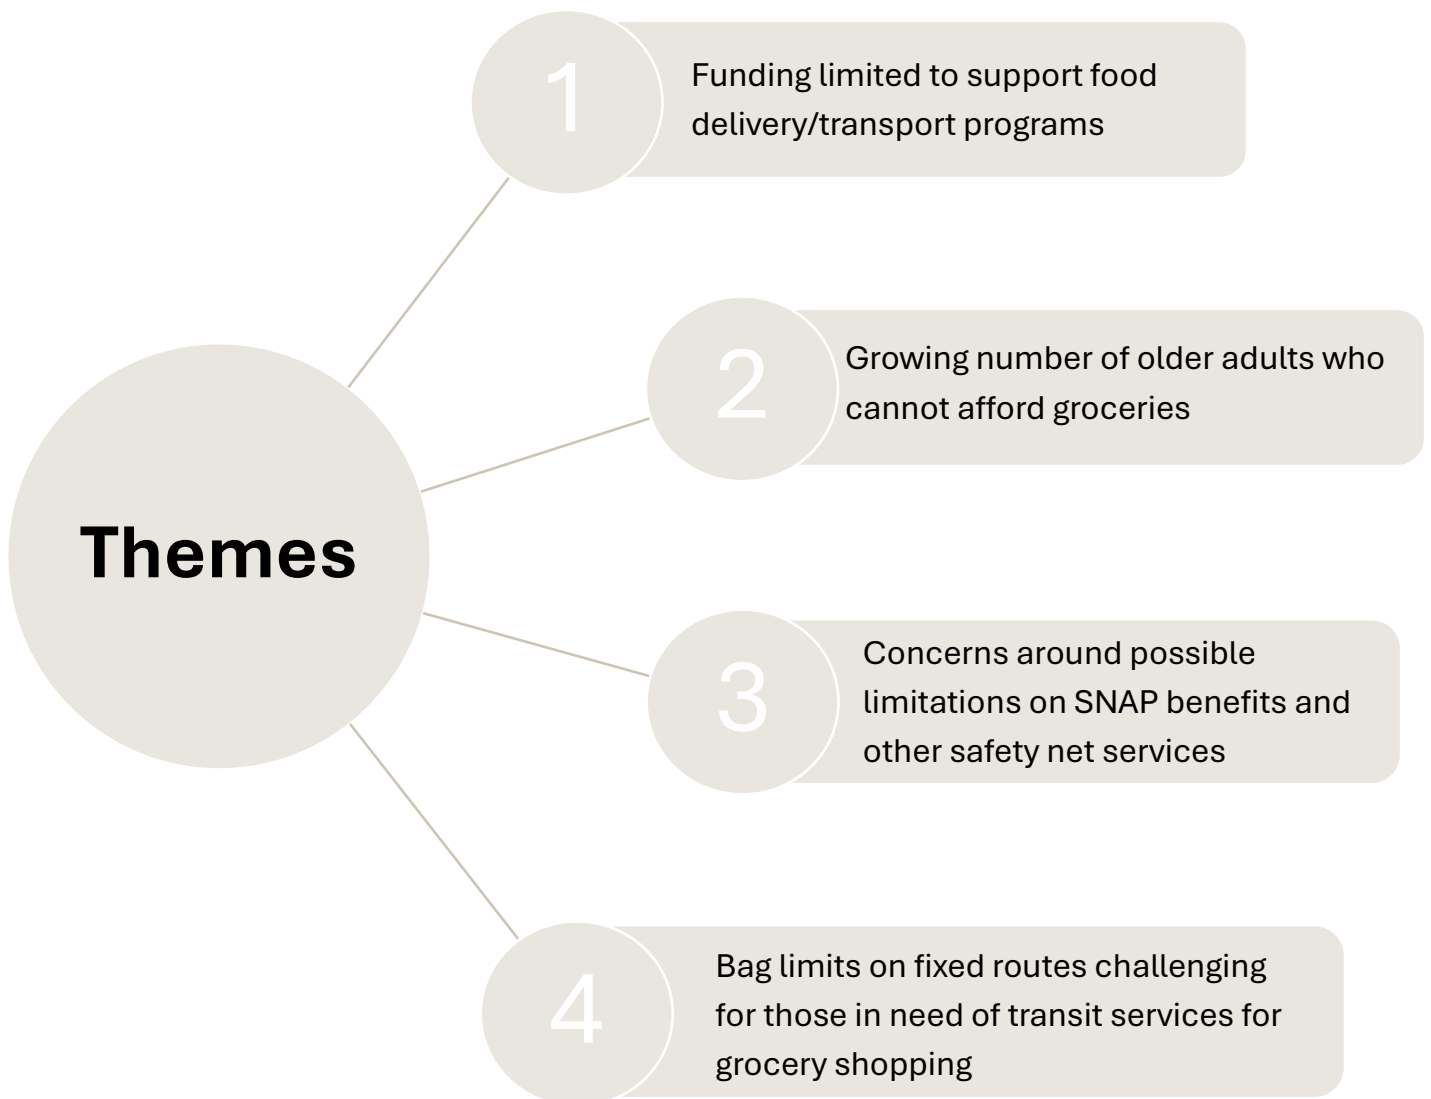 Themes
1
Funding limited to support food
delivery/transport programs
2
Growing number of older adults who
cannot afford groceries
3
Concerns around possible
limitations on SNAP benefits and
other safety net services
4
Bag limits on fixed routes challenging
for those in need of transit services for
grocery shopping